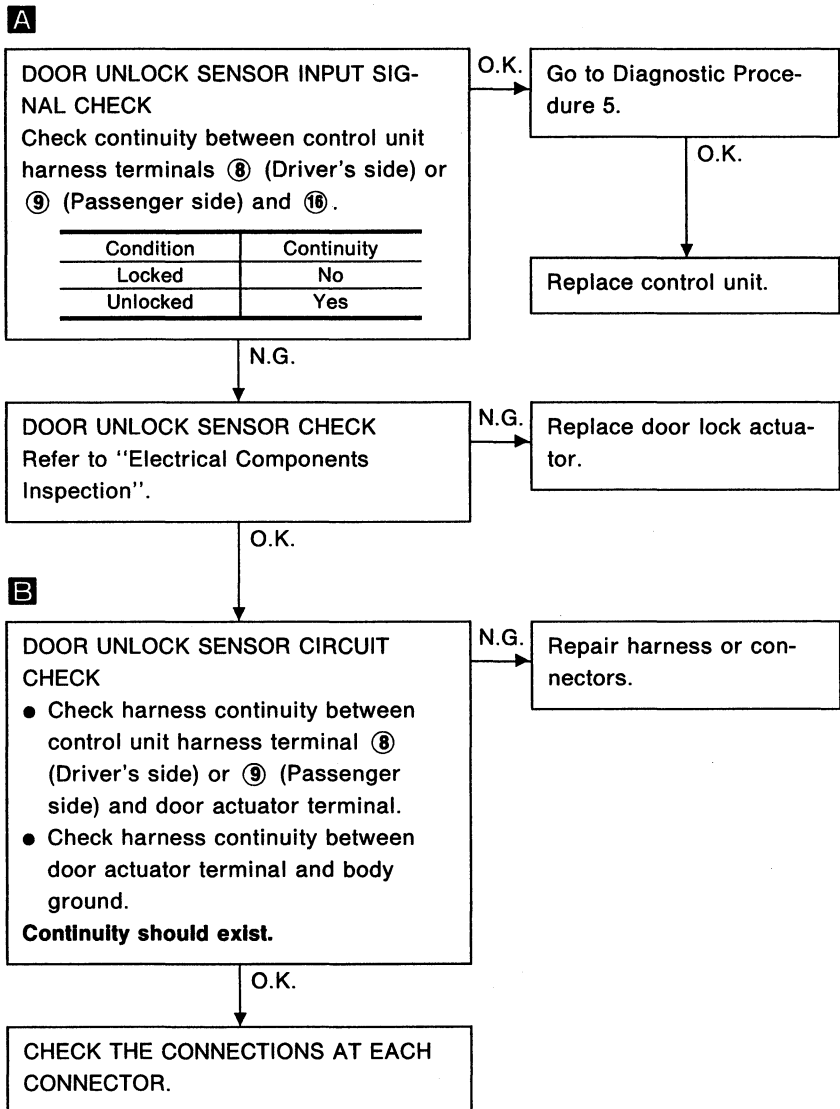 A
DOOR UNLOCK SENSOR INPUT SIG-
NAL CHECK
Check continuity between control unit
harness terminals ⑧ (Driver's side) or
⑨ (Passenger side) and ⑯.
Condition Continuity
Locked No
Unlocked Yes
O.K.
Go to Diagnostic Proce-
dure 5.
O.K.
Replace control unit.
N.G.
DOOR UNLOCK SENSOR CHECK
Refer to "Electrical Components
Inspection".
N.G.
Replace door lock actua-
tor.
O.K.
B
DOOR UNLOCK SENSOR CIRCUIT
CHECK
● Check harness continuity between
control unit harness terminal ⑧
(Driver's side) or ⑨ (Passenger
side) and door actuator terminal.
● Check harness continuity between
door actuator terminal and body
ground.
Continuity should exist.
N.G.
Repair harness or con-
nectors.
O.K.
CHECK THE CONNECTIONS AT EACH
CONNECTOR.